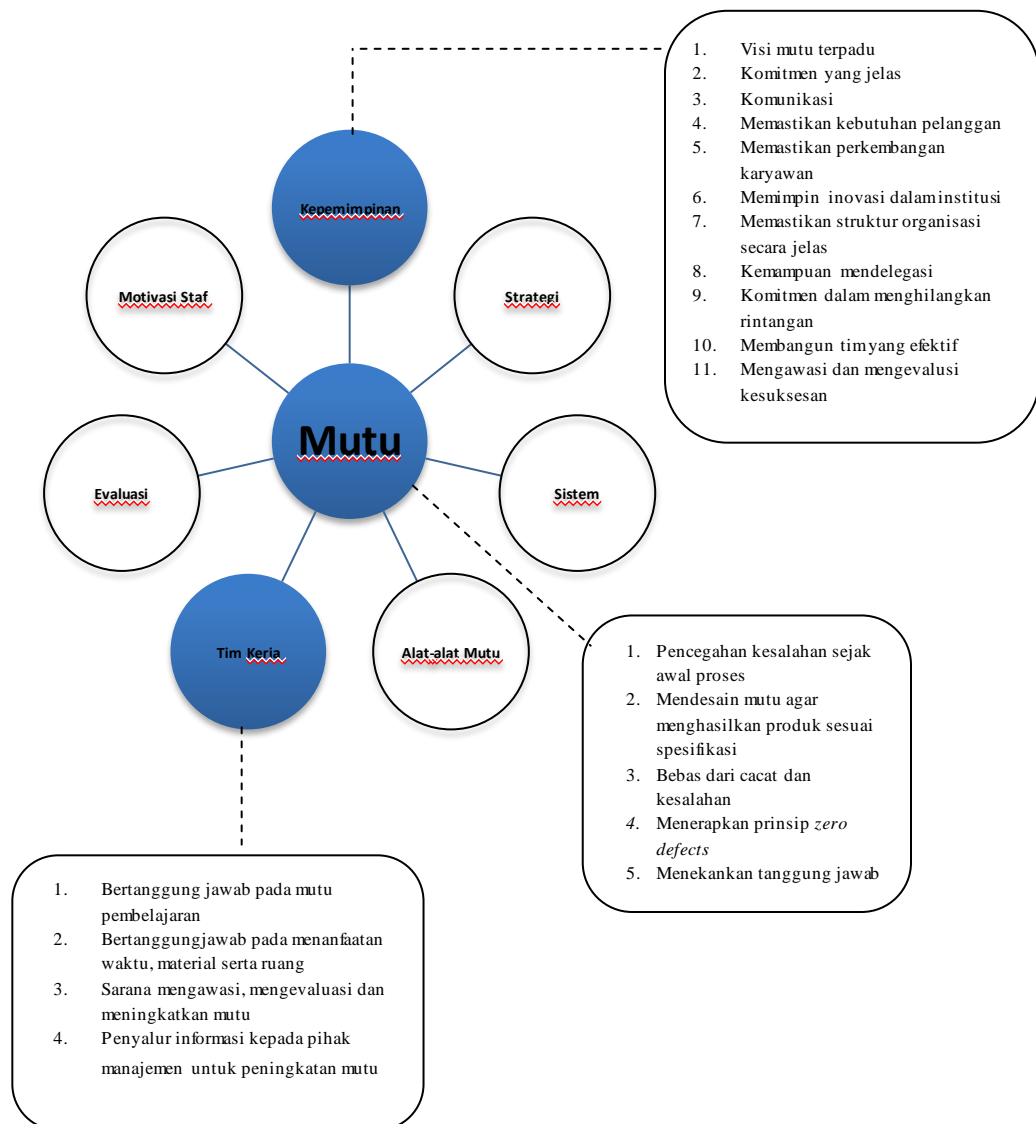 1. Visi mutu terpadu
2. Komitmen yang jelas
3. Komunikasi
4. Memastikan kebutuhan pelanggan
5. Memastikan perkembangan
karyawan
6. Memimpin inovasi dalam institusi
7. Memastikan struktur organisasi
secara jelas
8. Kemampuan mendelegasi
9. Komitmen dalam menghilangkan
rintangan
10. Membangun tim yang efektif
11. Mengawasi dan mengevalusi
kesuksesan
Kepemimpinan
Motivasi Staf
Strategi
Mutu
Evaluasi
Sistem
Tim Kerja
Alat-alat Mutu
1. Pencegahan kesalahan sejak
awal proses
2. Mendesain mutu agar
menghasilkan produk sesuai
spesifikasi
3. Bebas dari cacat dan
kesalahan
4. Menerapkan prinsip zero
defects
5. Menekankan tanggung jawab
1. Bertanggung jawab pada mutu
pembelajaran
2. Bertanggungjawab pada menanfaatan
waktu, material serta ruang
3. Sarana mengawasi, mengevaluasi dan
meningkatkan mutu
4. Penyalur informasi kepada pihak
manajemen untuk peningkatan mutu